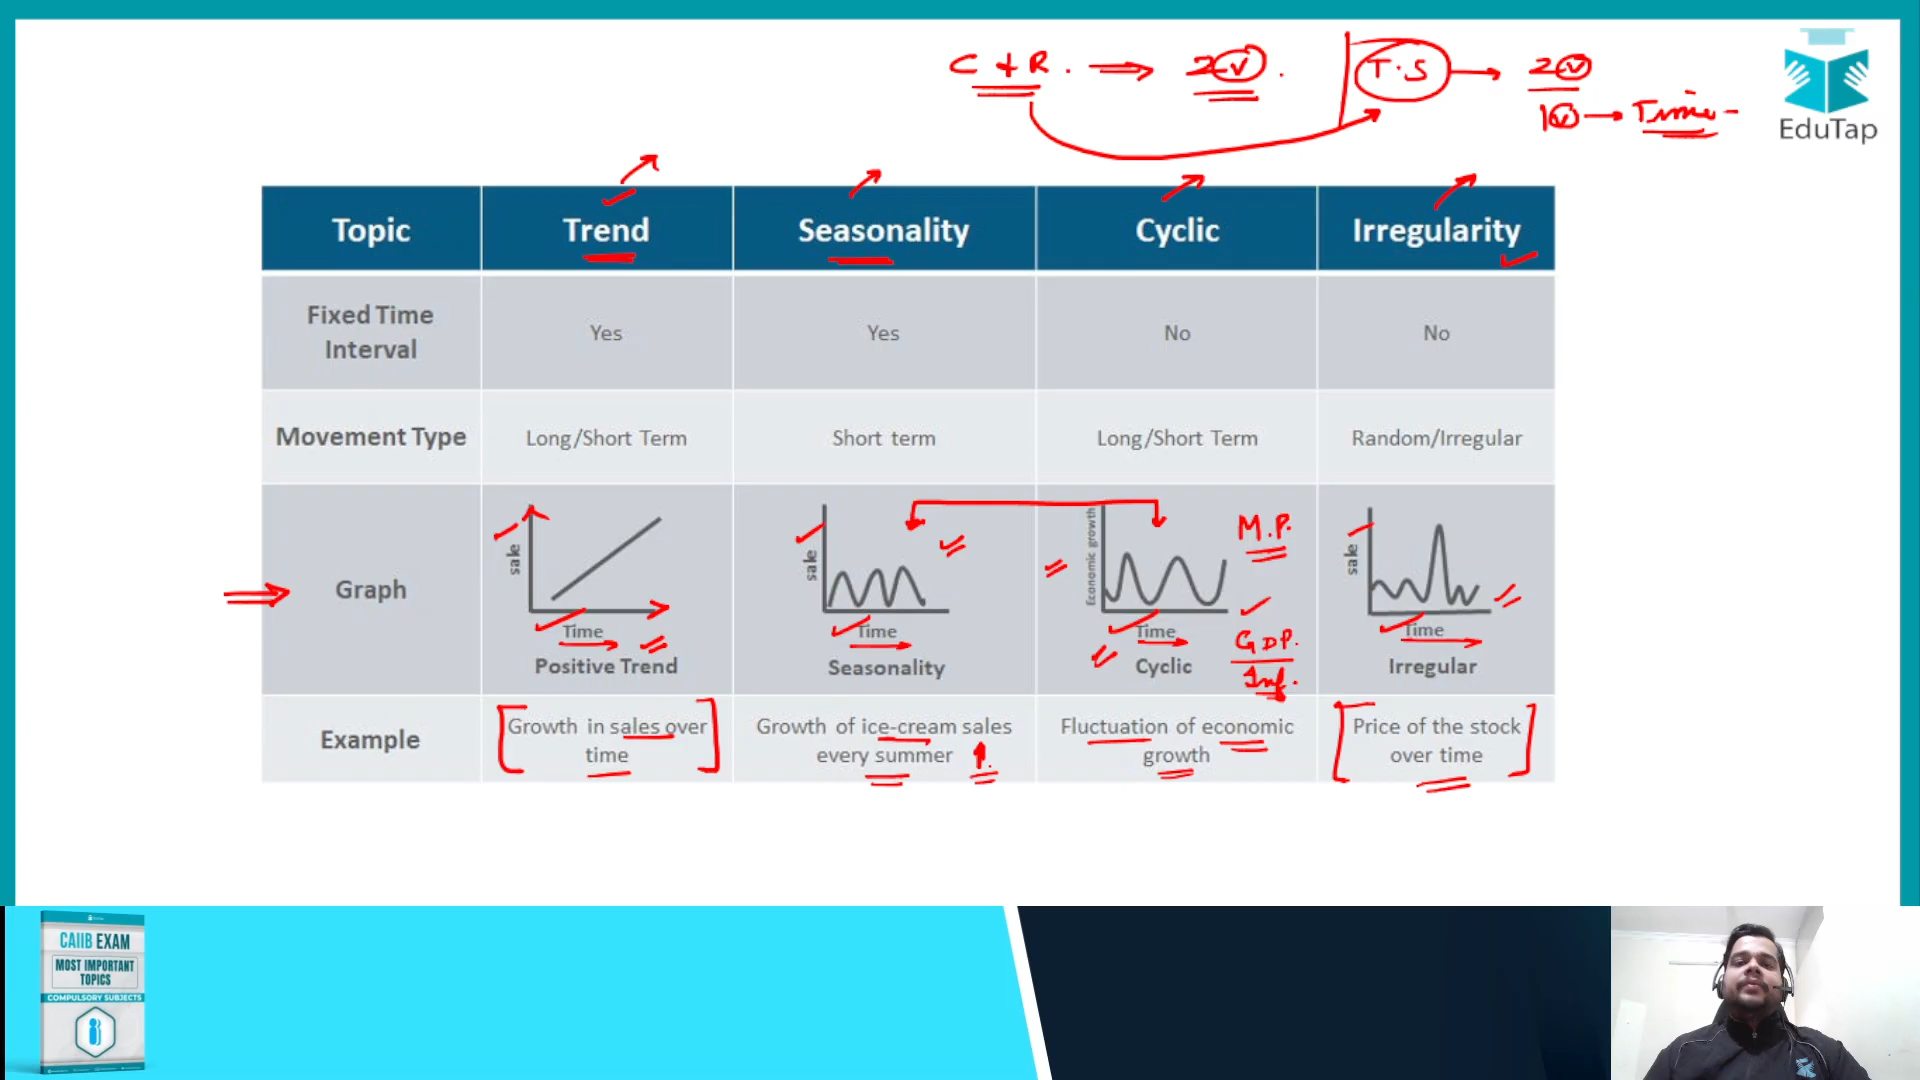 C + R. ⇒ 2V. T.S → 2V
1V → Time
EduTap
Topic Trend Seasonality Cyclic Irregularity
Fixed Time
Interval
Yes Yes No No
Movement Type Long/Short Term Short term Long/Short Term Random/Irregular
Graph
sale
Time
Positive Trend
sale
Time
Seasonality
Economic growth
Time
Cyclic
M.P.
GDP.
Inf.
sale
Time
Irregular
Example
Growth in sales over
time
Growth of ice-cream sales
every summer
Fluctuation of economic
growth
Price of the stock
over time
CAIIB EXAM
MOST IMPORTANT
TOPICS
COMPULSORY SUBJECTS